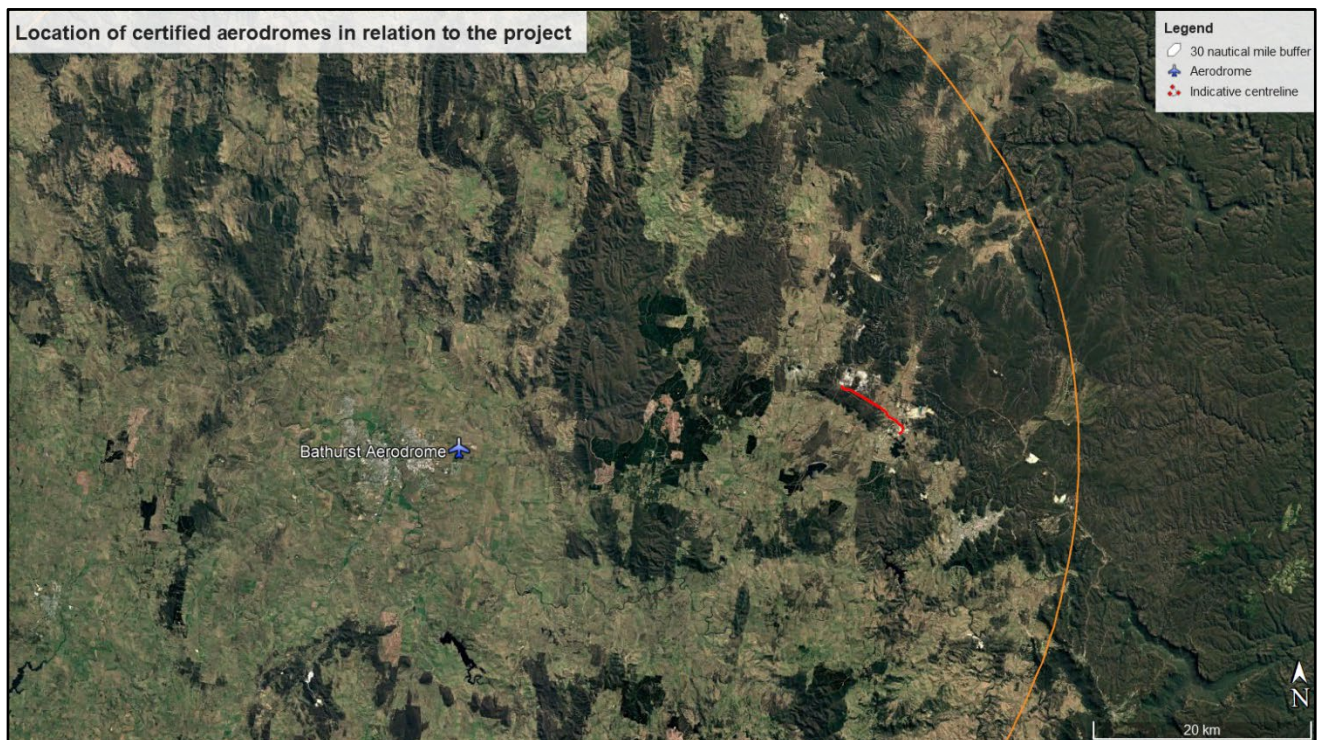 Location of certified aerodromes in relation to the project
Legend
30 nautical mile buffer
Aerodrome
Indicative centreline
Bathurst Aerodrome
N
20 km